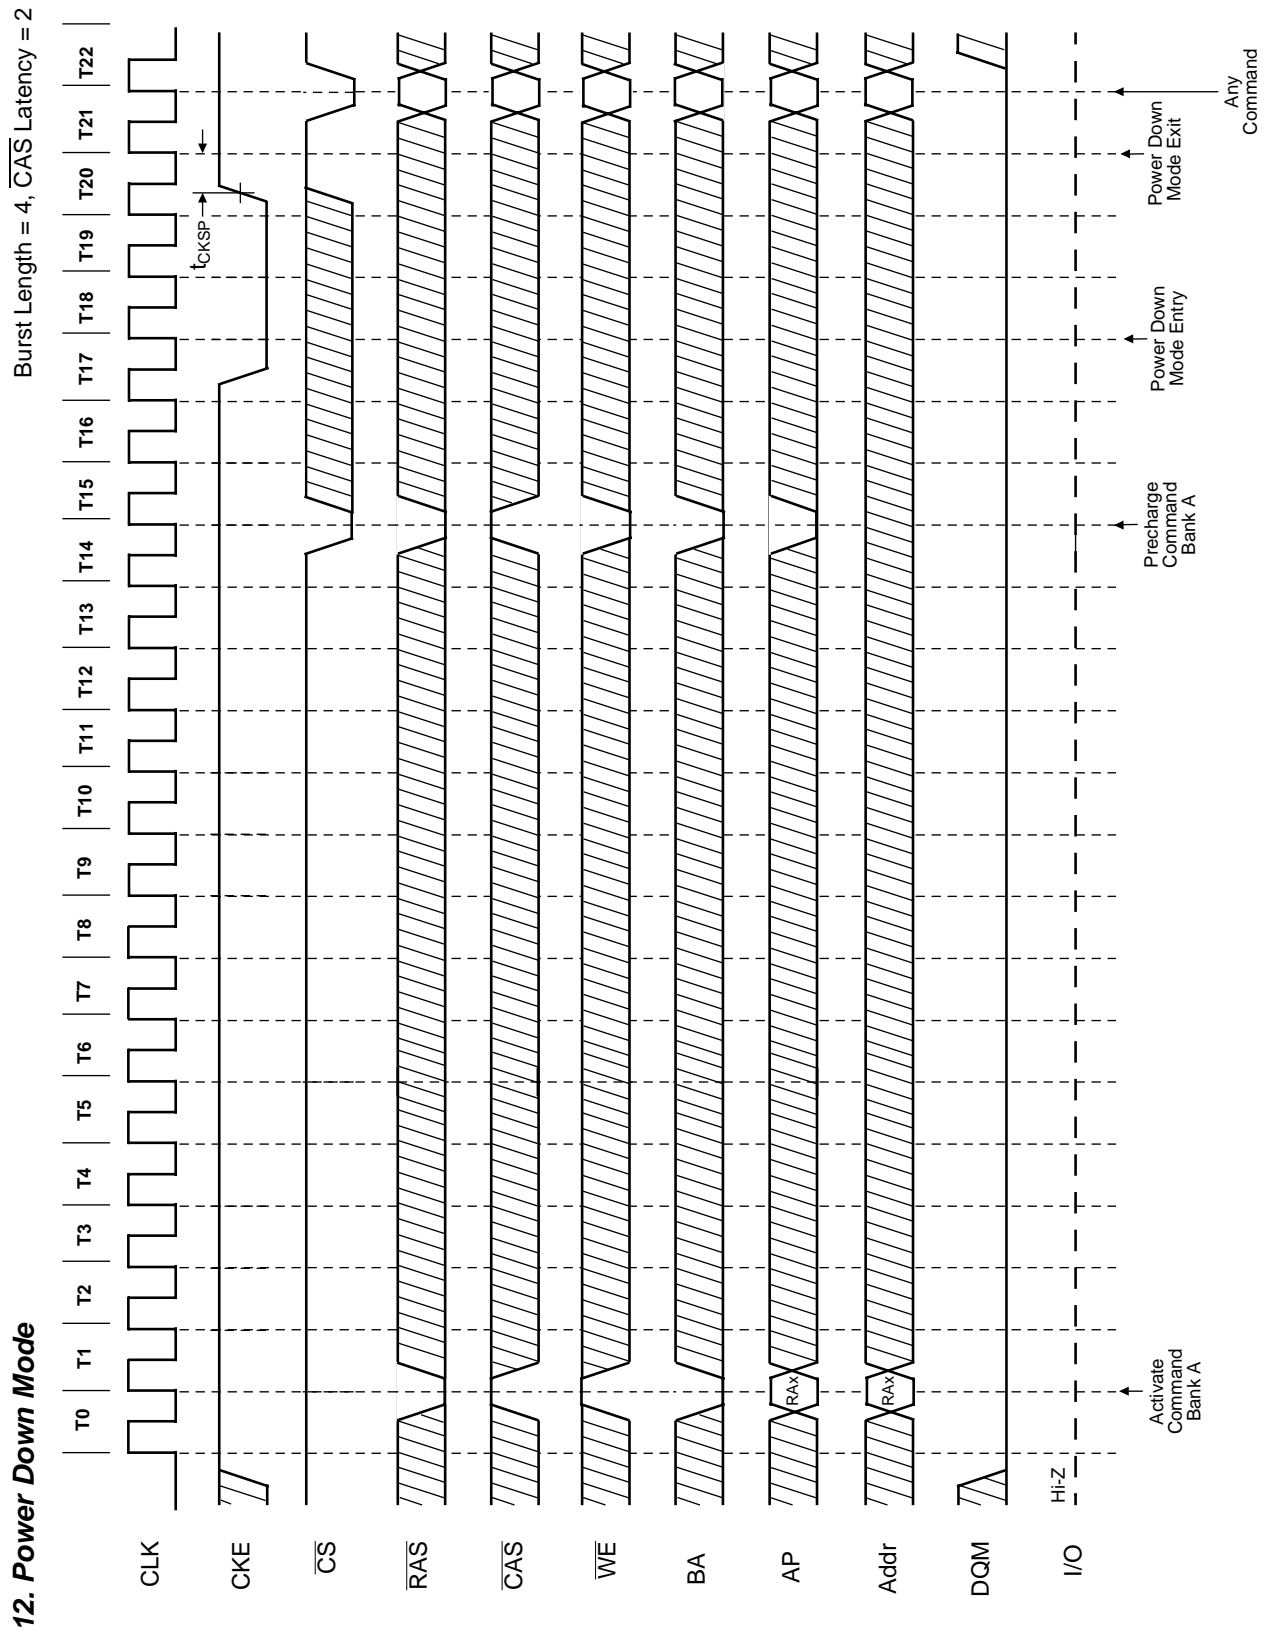 12. Power Down Mode
Burst Length = 4, CAS Latency = 2
T0 T1 T2 T3 T4 T5 T6 T7 T8 T9 T10 T11 T12 T13 T14 T15 T16 T17 T18 T19 T20 T21 T22
CLK
CKE
tCKSP
CS
RAS
CAS
WE
BA
AP
RAx
Addr
RAx
DQM
I/O
Hi-Z
Activate
Command
Bank A
Precharge
Command
Bank A
Power Down
Mode Entry
Power Down
Mode Exit
Any
Command